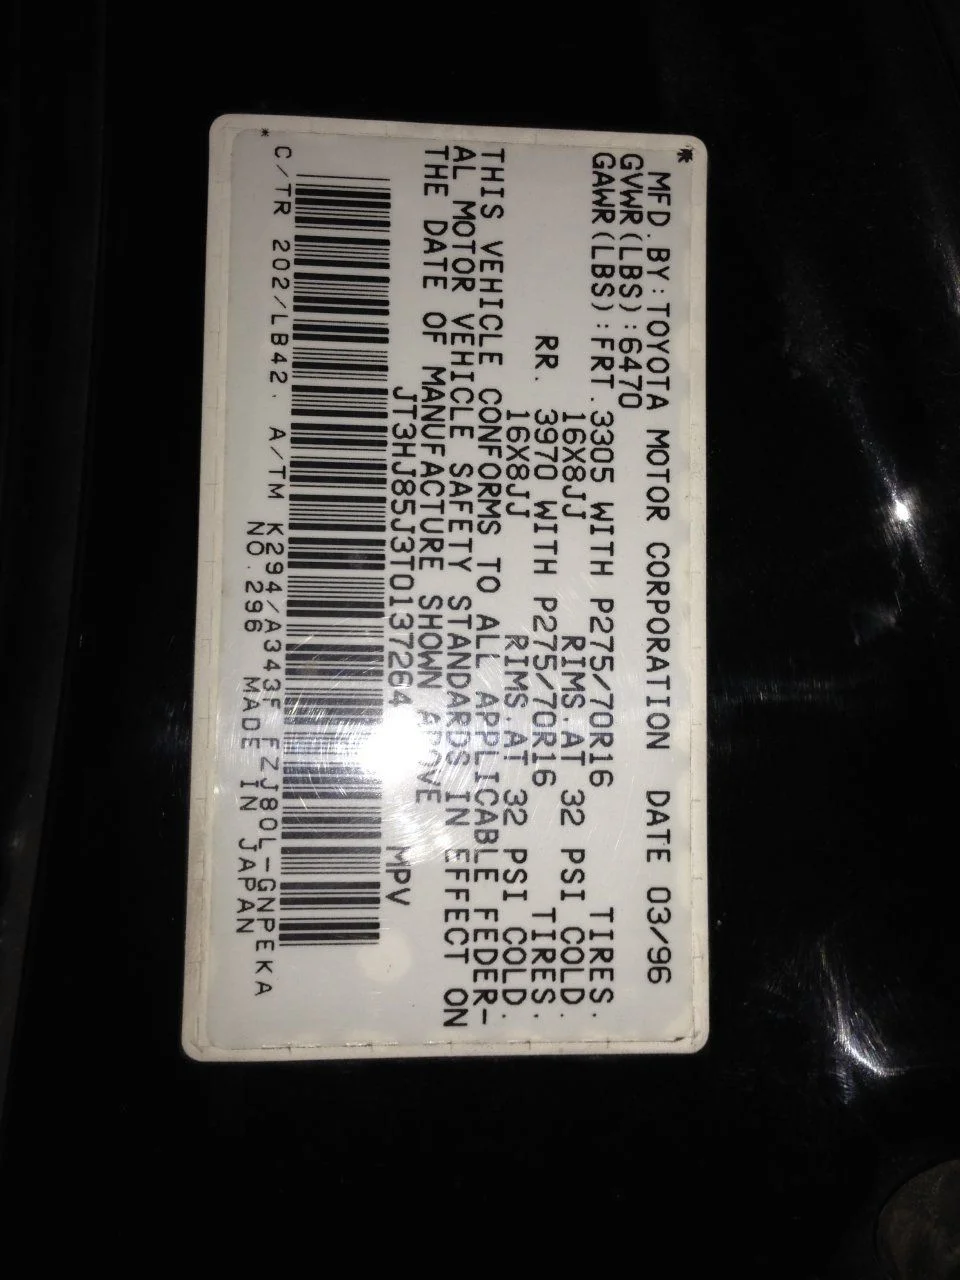 * MFD.BY:TOYOTA MOTOR CORPORATION DATE 03/96
GVWR(LBS):6470
GAWR(LBS):FRT.3305 WITH P275/70R16 TIRES.
16X8JJ RIMS.AT 32 PSI COLD.
RR. 3970 WITH P275/70R16 TIRES.
16X8JJ RIMS.AT 32 PSI COLD.
THIS VEHICLE CONFORMS TO ALL APPLICABLE FEDER-
AL MOTOR VEHICLE SAFETY STANDARDS IN EFFECT ON
THE DATE OF MANUFACTURE SHOWN ABOVE
JT3HJ85J3T0137264 MPV
* C/TR 202/LB42. A/TM K294/A343F FZJ80L-GNPEKA
NO.296 MADE IN JAPAN